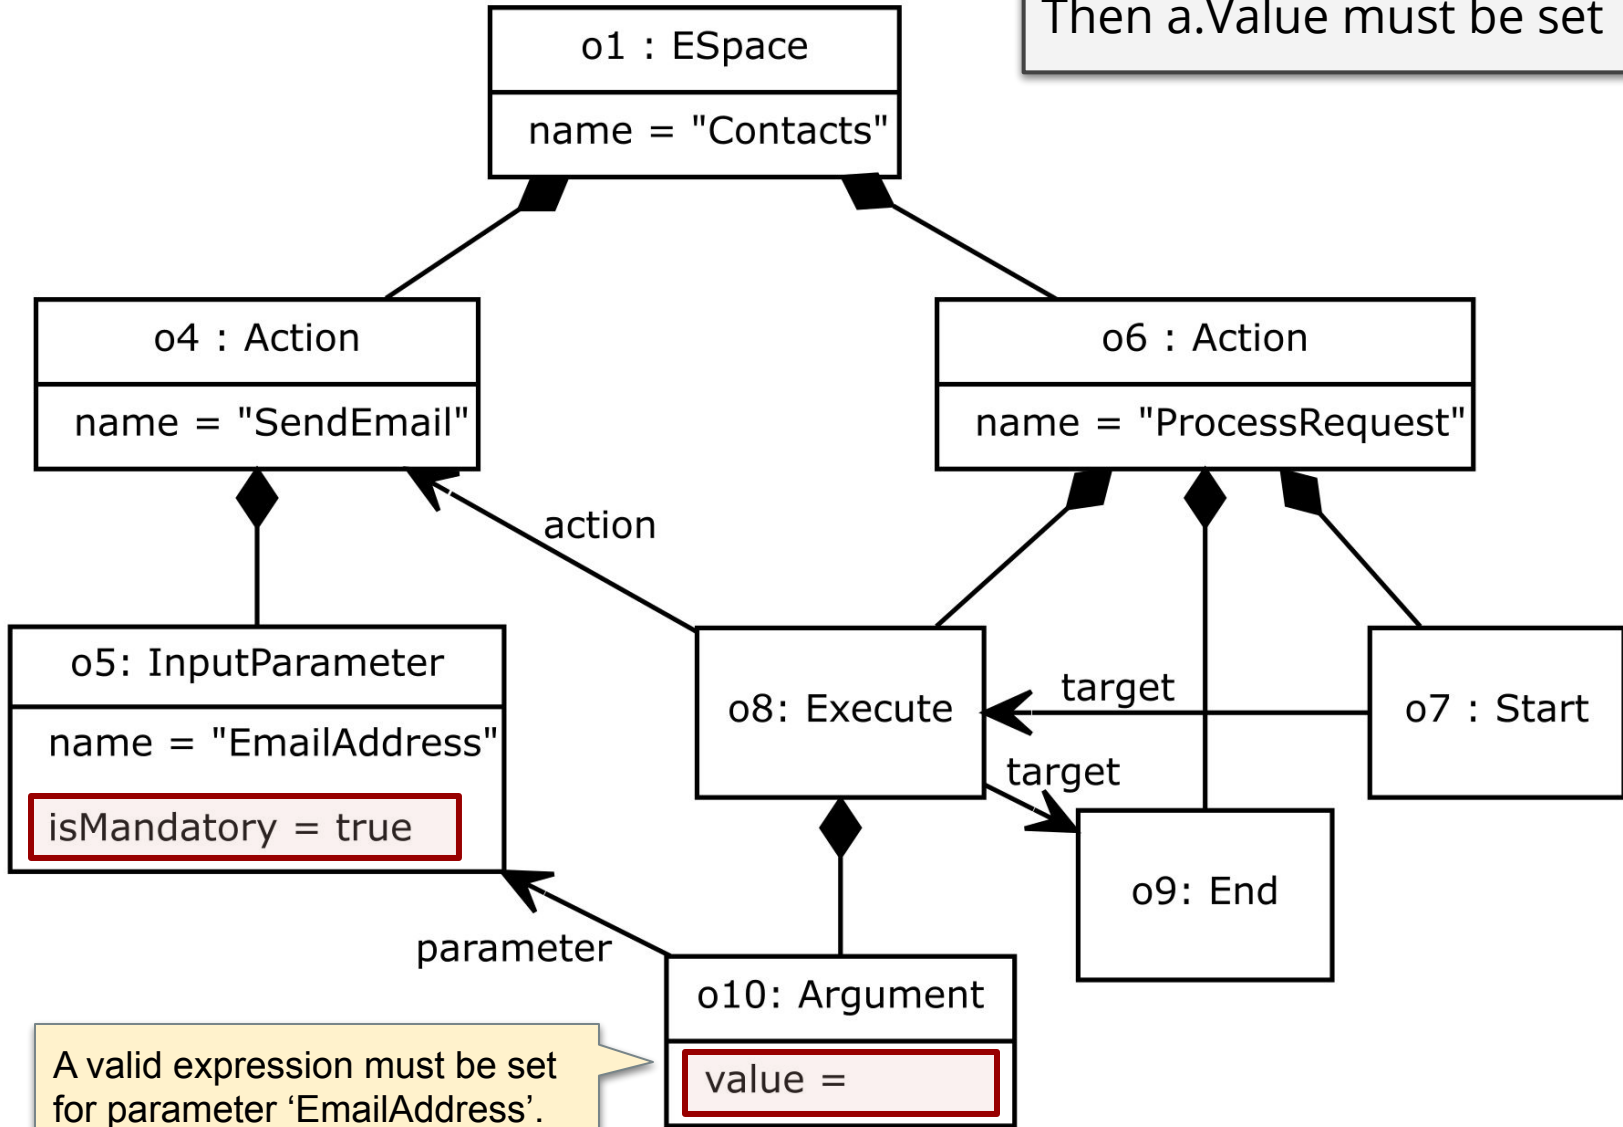 Then a.Value must be set
o1 : ESpace
name = "Contacts"
o4 : Action
name = "SendEmail"
o6 : Action
name = "ProcessRequest"
action
o5: InputParameter
name = "EmailAddress"
isMandatory = true
o8: Execute
target
o7 : Start
target
o9: End
parameter
o10: Argument
value =
A valid expression must be set
for parameter ‘EmailAddress’.